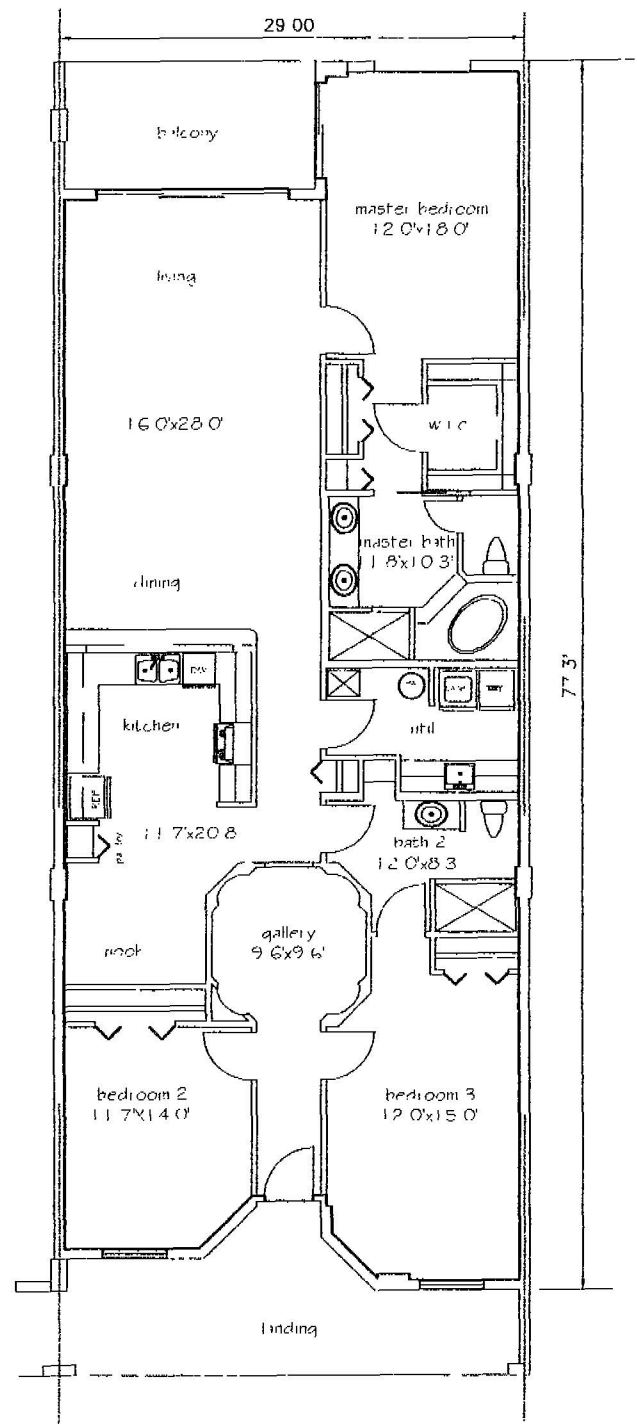 29 00
balcony
master bedroom
12 0'x18 0'
living
16 0'x28 0'
W I C
master bath
11 8'x10 3'
dining
77 3'
D/W
kitchen
util
REF
11 7'x20 8
pantry
bath 2
12 0'x8 3
gallery
9 6'x9 6'
nook
bedroom 2
11 7'x14 0'
bedroom 3
12 0'x15 0'
landing